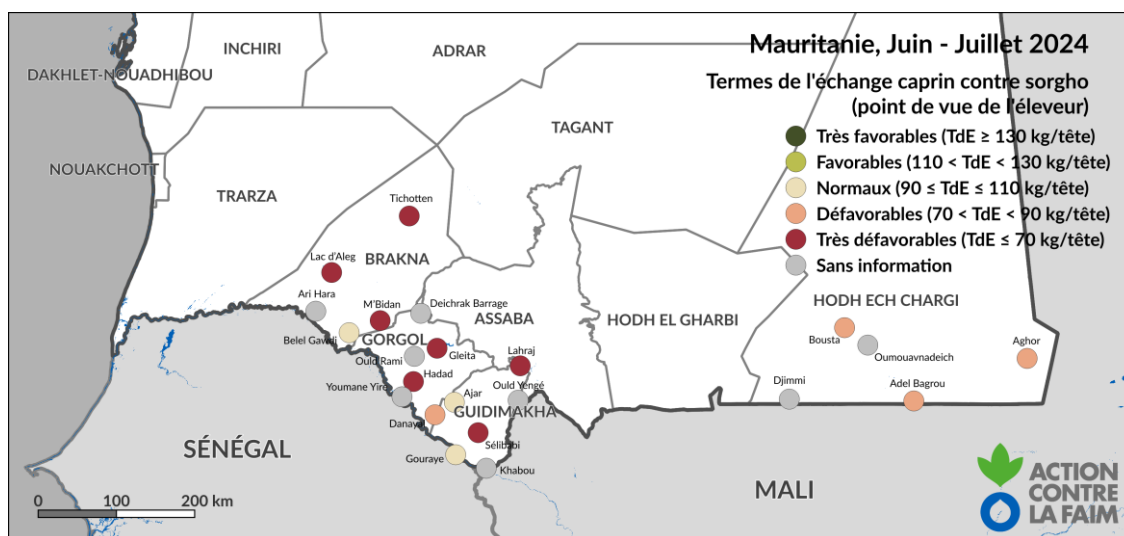 Mauritanie, Juin - Juillet 2024
Termes de l'échange caprin contre sorgho
(point de vue de l'éleveur)
Très favorables (TdE ≥ 130 kg/tête)
Favorables (110 < TdE < 130 kg/tête)
Normaux (90 ≤ TdE ≤ 110 kg/tête)
Défavorables (70 < TdE < 90 kg/tête)
Très défavorables (TdE ≤ 70 kg/tête)
Sans information
INCHIRI
ADRAR
DAKHLET-NOUADHIBOU
TAGANT
NOUAKCHOTT
TRARZA
Tichotten
Lac d'Aleg
BRAKNA
Ari Hara
M'Bidan
Deichrak Barrage
ASSABA
HODH EL GHARBI
HODH ECH CHARGI
Belel Gawdi
GORGOL
Ould Rami
Gleita
Lahraj
Bousta
Oumouavnadeich
Aghor
Hadad
Youmane Yire
Ajar
Ould Yengé
Djimmi
Adel Bagrou
GUIDIMAKHA
Danayal
Sélibabi
Gouraye
Khabou
SÉNÉGAL
MALI
0 100 200 km
ACTION
CONTRE
LA FAIM